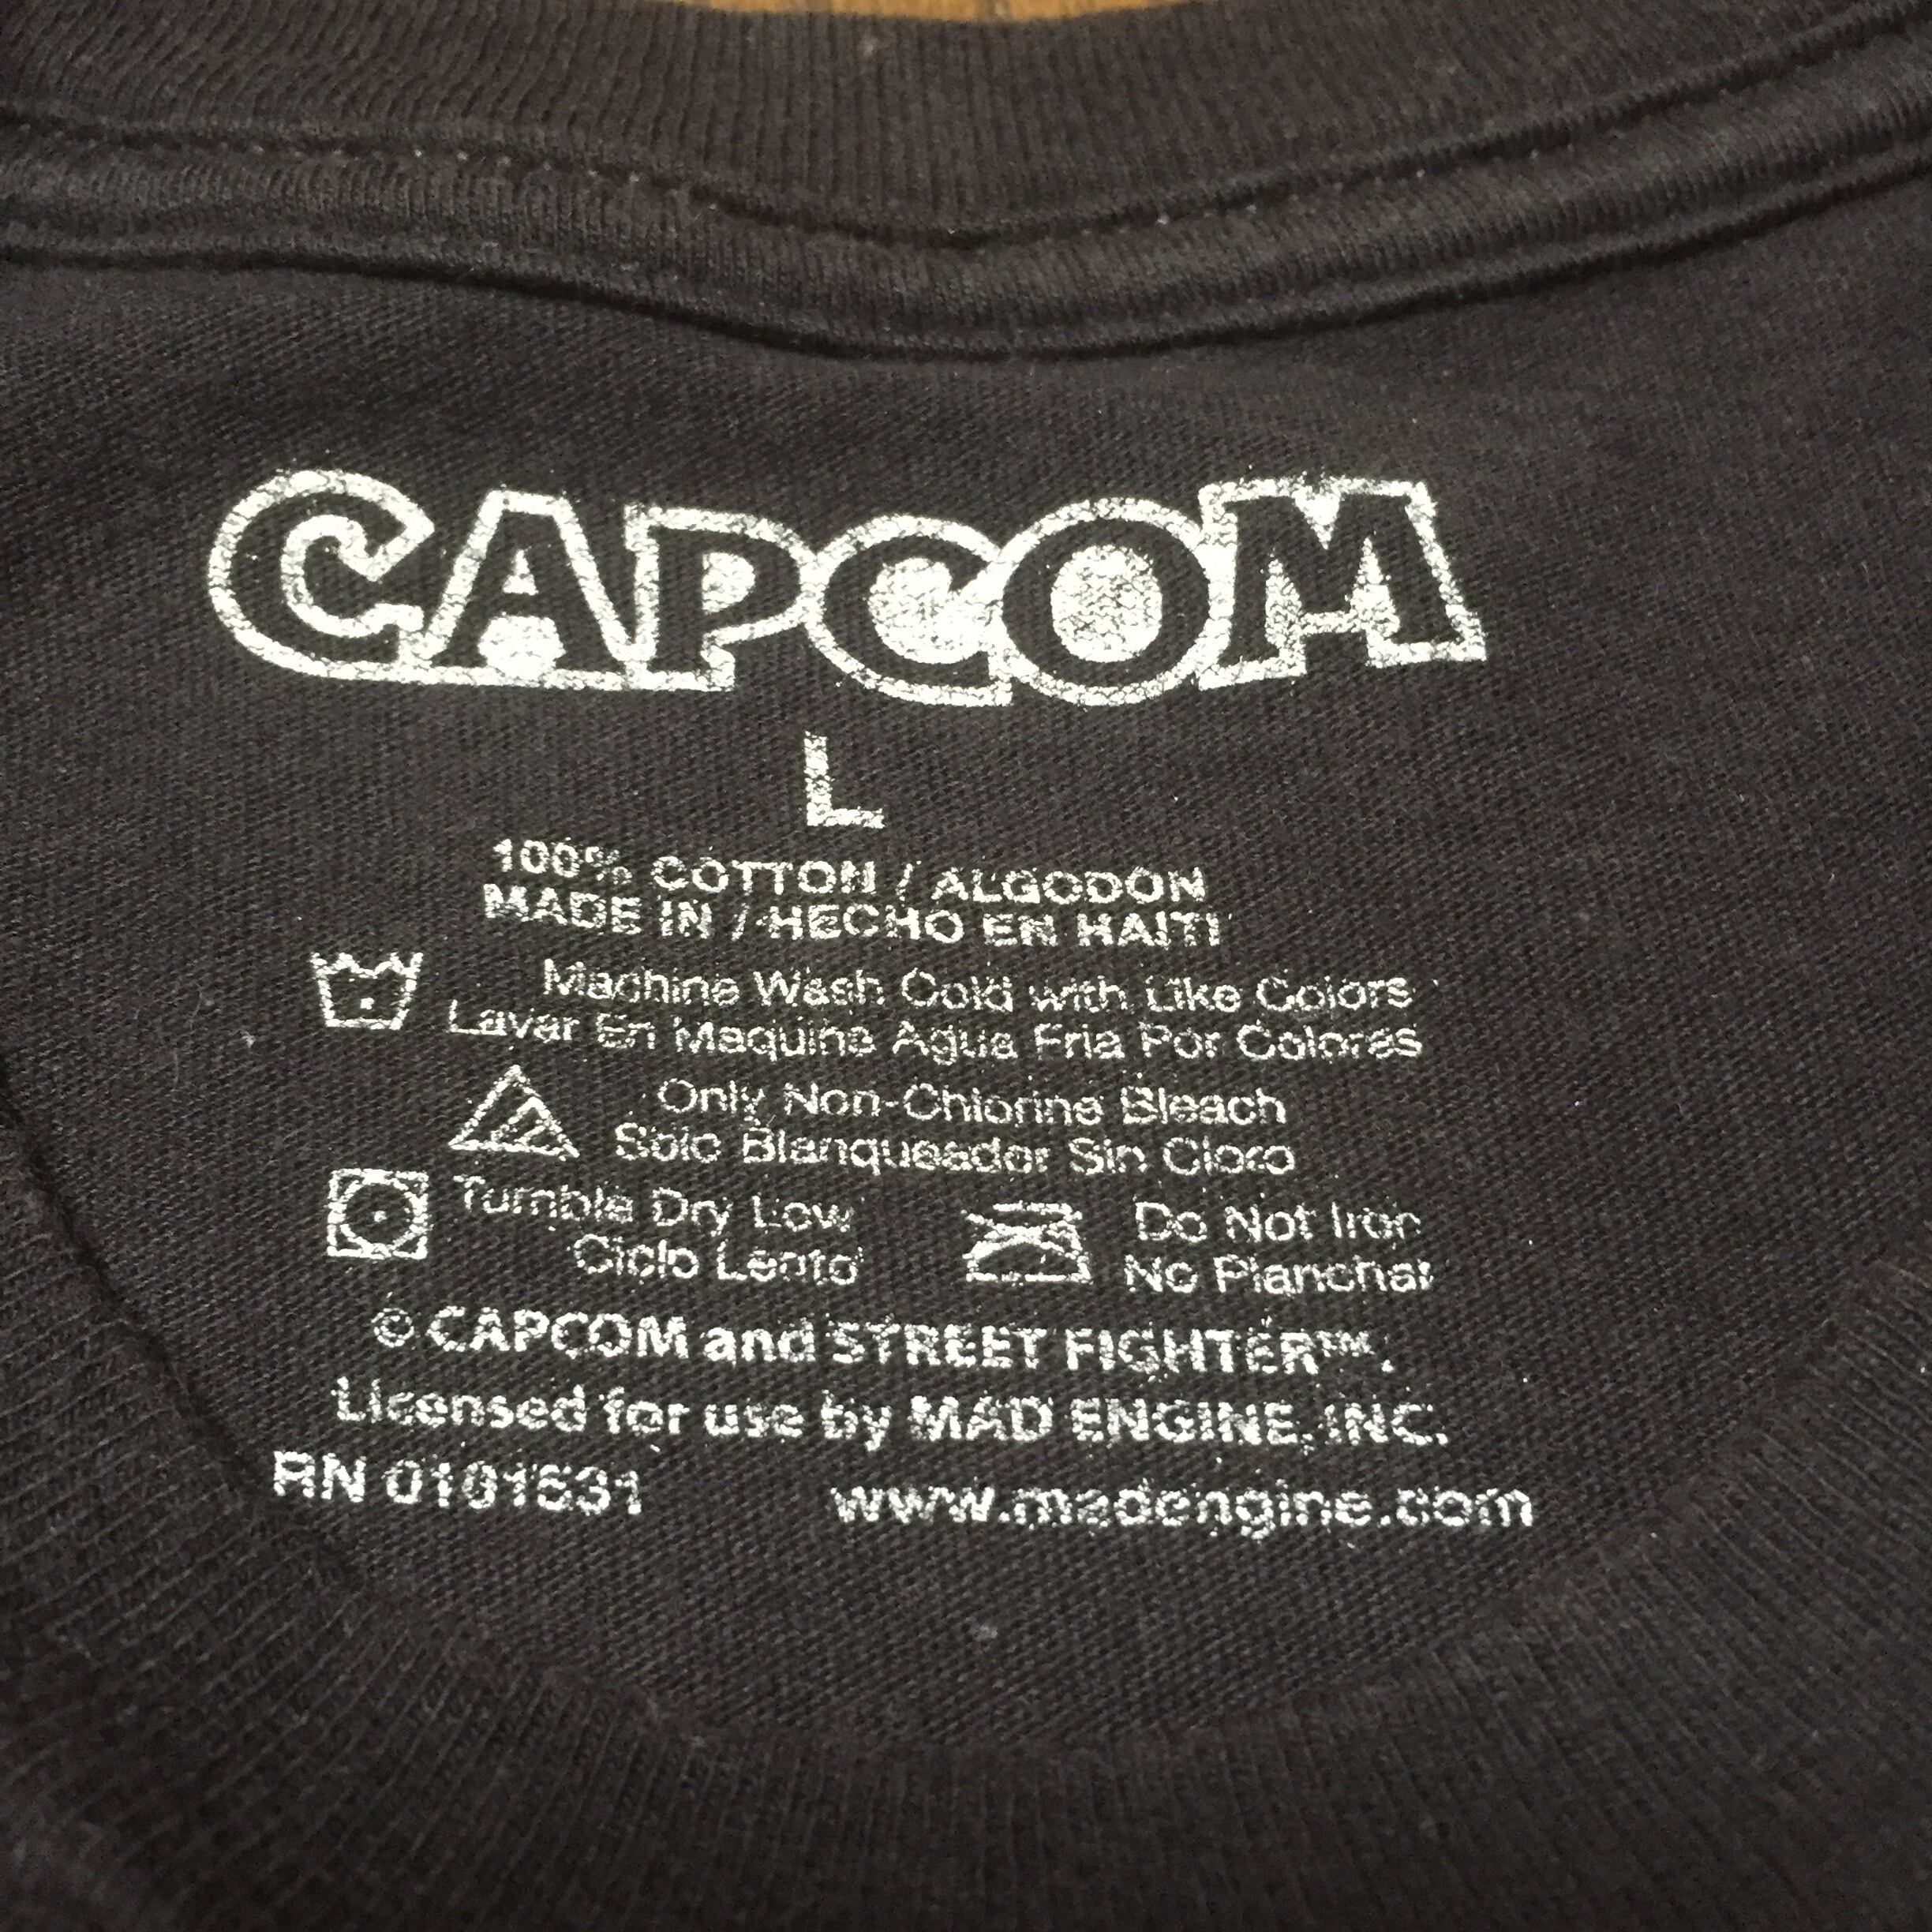 CAPCOM
L
100% COTTON / ALGODON
MADE IN / HECHO EN HAITI
Machine Wash Cold with Like Colors
Lavar En Maquina Agua Fria Por Colores
Only Non-Chlorine Bleach
Solo Blanqueador Sin Cloro
Tumble Dry Low
Ciclo Lento
Do Not Iron
No Planchar
© CAPCOM and STREET FIGHTER™.
Licensed for use by MAD ENGINE, INC.
RN 0101531 www.madengine.com